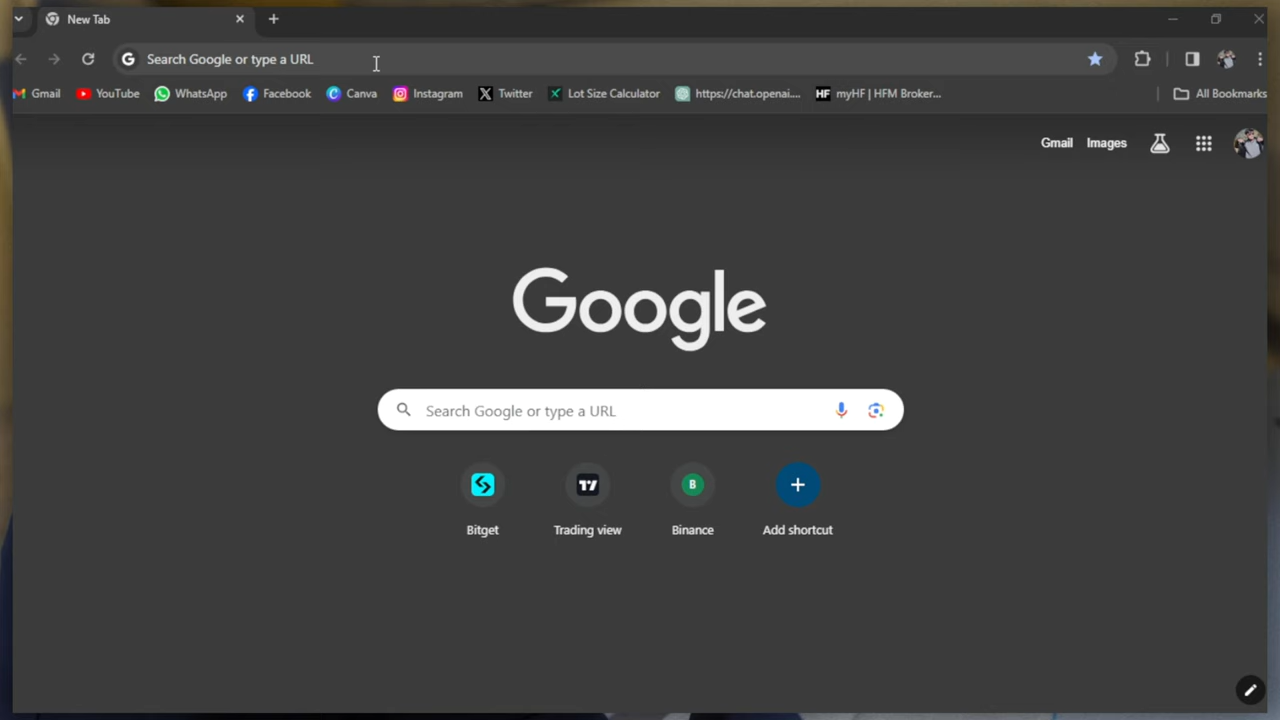 New Tab
Search Google or type a URL
Gmail YouTube WhatsApp Facebook Canva Instagram Twitter Lot Size Calculator https://chat.openai.... HF myHF | HFM Broker... All Bookmarks
Gmail Images
Google
Search Google or type a URL
B
Bitget Trading view Binance Add shortcut